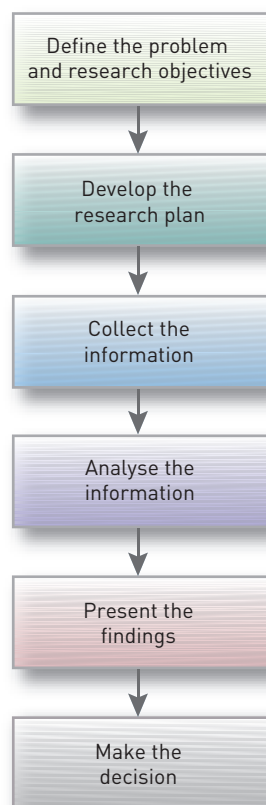 Define the problem
and research objectives
Develop the
research plan
Collect the
information
Analyse the
information
Present the
findings
Make the
decision